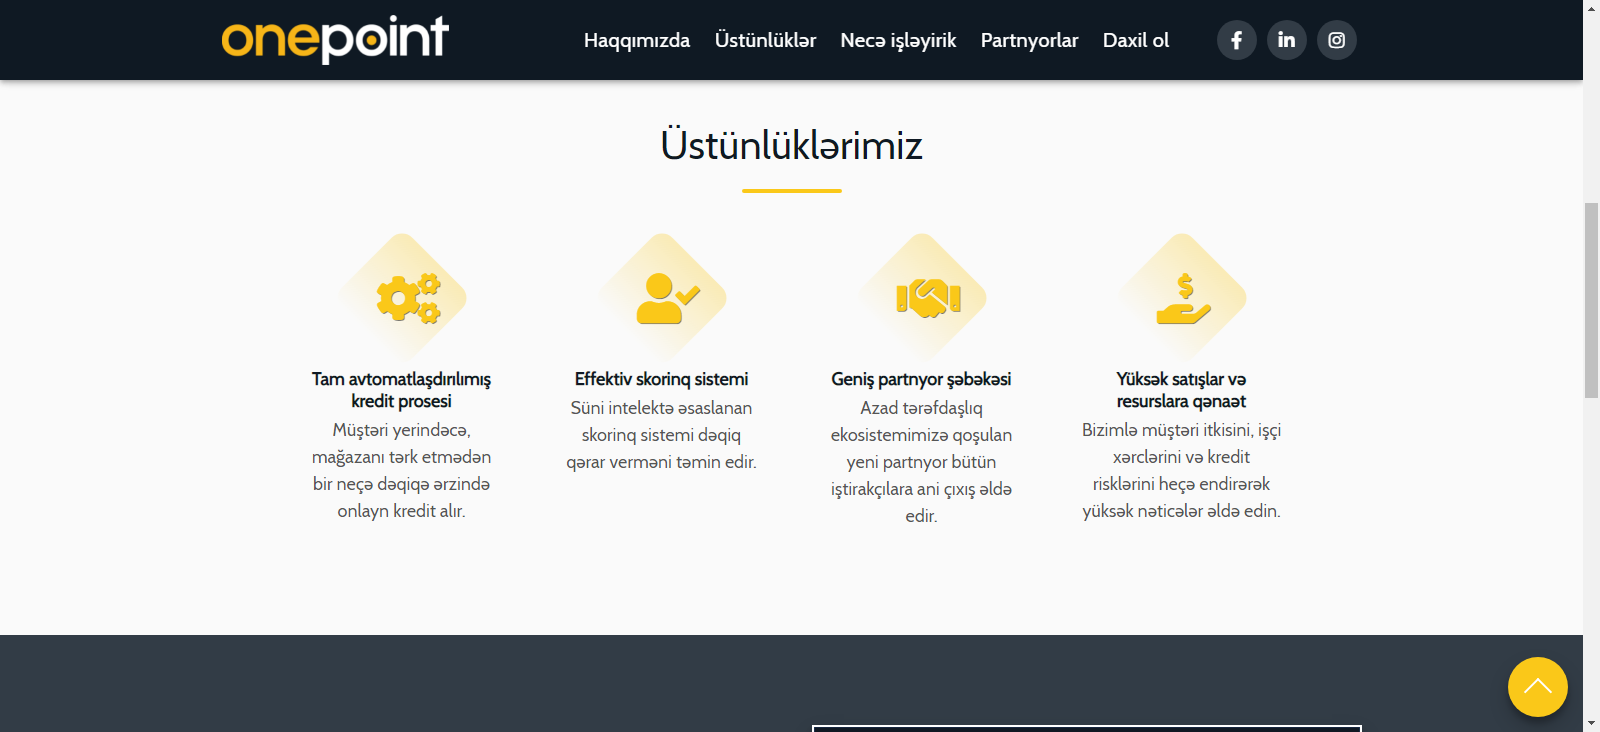 onepoint
Haqqımızda Üstünlüklər Necə işləyirik Partnyorlar Daxil ol
Üstünlüklərimiz
Tam avtomatlaşdırılımış
kredit prosesi
Müştəri yerindəcə,
mağazanı tərk etmədən
bir neçə dəqiqə ərzində
onlayn kredit alır.
Effektiv skorinq sistemi
Süni intelektə əsaslanan
skorinq sistemi dəqiq
qərar verməni təmin edir.
Geniş partnyor şəbəkəsi
Azad tərəfdaşlıq
ekosistemimizə qoşulan
yeni partnyor bütün
iştirakçılara ani çıxış əldə
edir.
Yüksək satışlar və
resurslara qənaət
Bizimlə müştəri itkisini, işçi
xərclərini və kredit
risklərini heçə endirərək
yüksək nəticələr əldə edin.